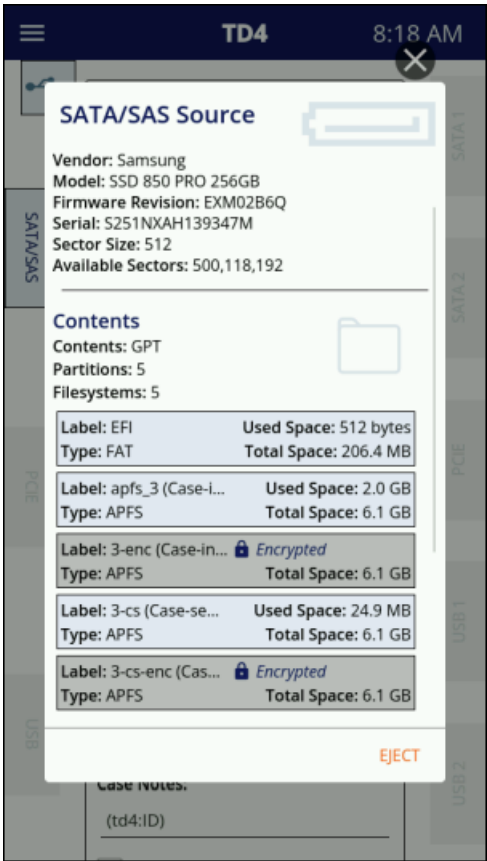 TD4
8:18 AM
SATA/SAS Source
Vendor: Samsung
Model: SSD 850 PRO 256GB
Firmware Revision: EXM02B6Q
Serial: S251NXAH139347M
Sector Size: 512
Available Sectors: 500,118,192
Contents
Contents: GPT
Partitions: 5
Filesystems: 5
Label: EFI Used Space: 512 bytes
Type: FAT Total Space: 206.4 MB
Label: apfs_3 (Case-i... Used Space: 2.0 GB
Type: APFS Total Space: 6.1 GB
Label: 3-enc (Case-in... Encrypted
Type: APFS Total Space: 6.1 GB
Label: 3-cs (Case-se... Used Space: 24.9 MB
Type: APFS Total Space: 6.1 GB
Label: 3-cs-enc (Cas... Encrypted
Type: APFS Total Space: 6.1 GB
EJECT
Case Notes:
(td4:ID)
SATA/SAS
PCIE
USB
SATA 1
SATA 2
PCIE
USB 1
USB 2